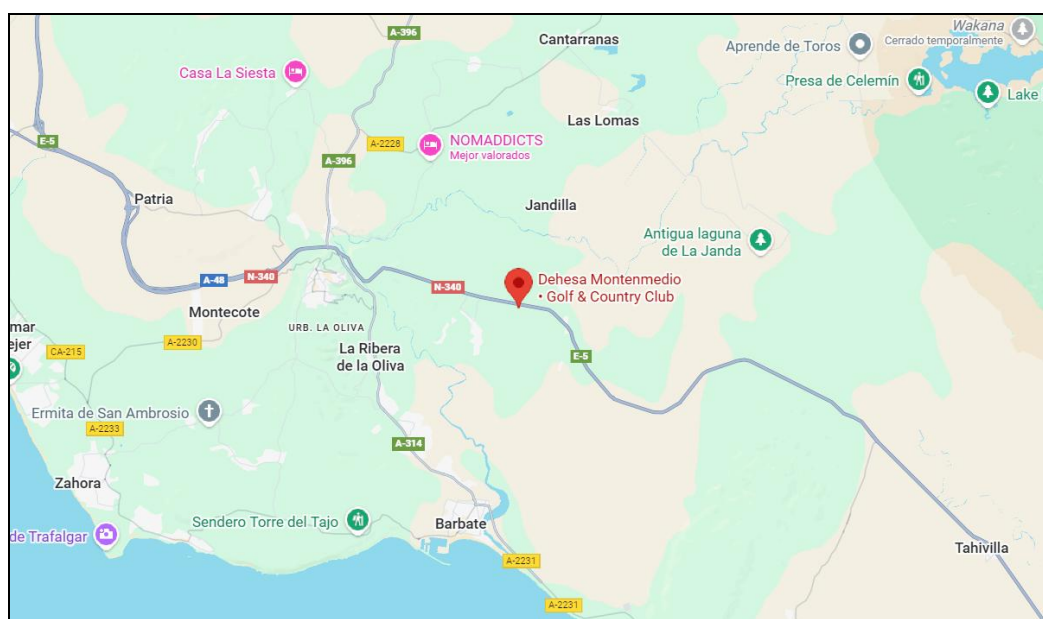 A-396
Cantarranas
Wakana
Cerrado temporalmente
Aprende de Toros
Casa La Siesta
Presa de Celemín
Lake
Las Lomas
E-5
A-2228
NOMADDICTS
Mejor valorados
A-396
Patria
Jandilla
Antigua laguna
de La Janda
A-48
N-340
N-340
Dehesa Montenmedio
• Golf & Country Club
Montecote
mar
ejer
URB. LA OLIVA
CA-215
A-2230
La Ribera
de la Oliva
E-5
Ermita de San Ambrosio
A-2233
A-314
Zahora
Sendero Torre del Tajo
Barbate
de Trafalgar
Tahivilla
A-2231
A-2231